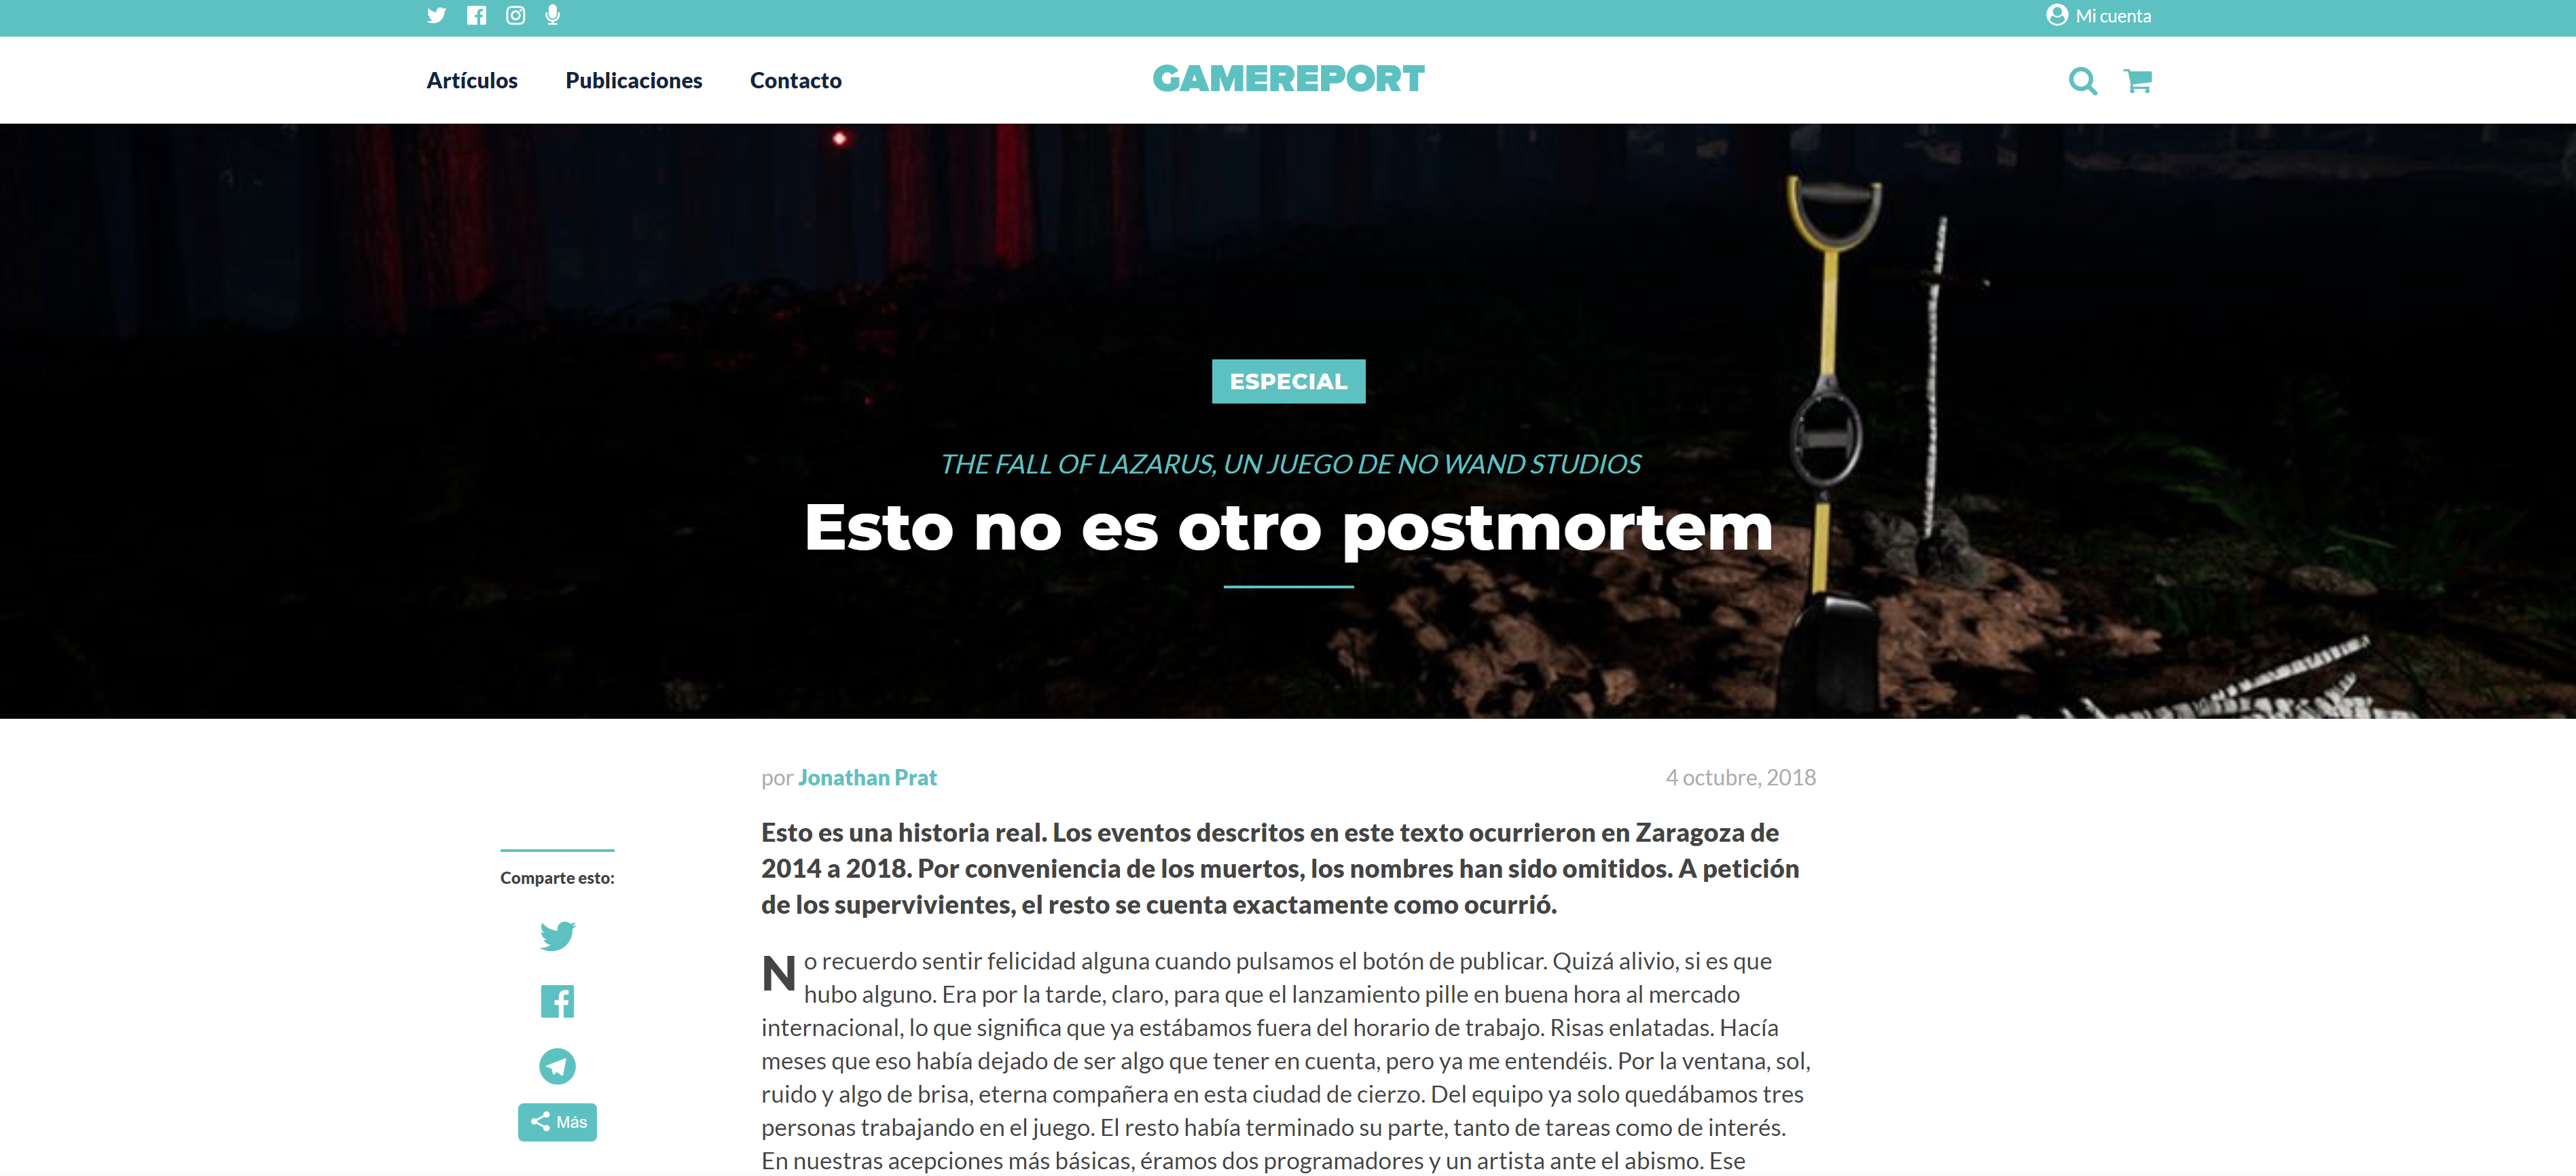 Mi cuenta
Artículos
Publicaciones
Contacto
GAMEREPORT
ESPECIAL
THE FALL OF LAZARUS, UN JUEGO DE NO WAND STUDIOS
Esto no es otro postmortem
por Jonathan Prat
4 octubre, 2018
Esto es una historia real. Los eventos descritos en este texto ocurrieron en Zaragoza de
2014 a 2018. Por conveniencia de los muertos, los nombres han sido omitidos. A petición
de los supervivientes, el resto se cuenta exactamente como ocurrió.
Comparte esto:
Más
No recuerdo sentir felicidad alguna cuando pulsamos el botón de publicar. Quizá alivio, si es que
hubo alguno. Era por la tarde, claro, para que el lanzamiento pille en buena hora al mercado
internacional, lo que significa que ya estábamos fuera del horario de trabajo. Risas enlatadas. Hacía
meses que eso había dejado de ser algo que tener en cuenta, pero ya me entendéis. Por la ventana, sol,
ruido y algo de brisa, eterna compañera en esta ciudad de cierzo. Del equipo ya solo quedábamos tres
personas trabajando en el juego. El resto había terminado su parte, tanto de tareas como de interés.
En nuestras acepciones más básicas, éramos dos programadores y un artista ante el abismo. Ese